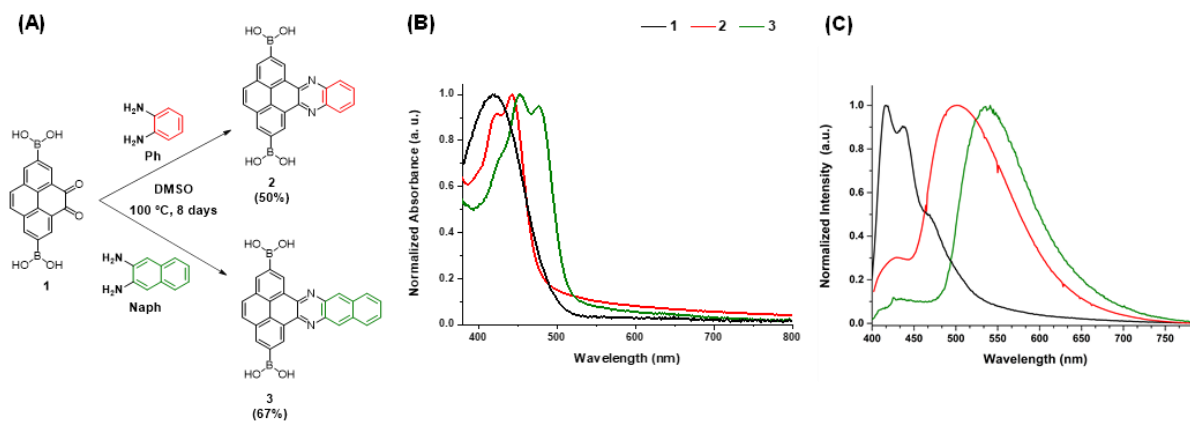 (A)
HO
OH
B
N
N
B
HO
OH
2
(50%)
H₂N
H₂N
Ph
DMSO
100 °C, 8 days
HO
OH
B
O
O
B
HO
OH
1
H₂N
H₂N
Naph
HO
OH
B
N
N
B
HO
OH
3
(67%)
(B)
1
2
3
Normalized Absorbance (a. u.)
1.0
0.8
0.6
0.4
0.2
0.0
400
500
600
700
800
Wavelength (nm)
(C)
Normalized Intensity (a.u.)
1.0
0.8
0.6
0.4
0.2
0.0
400
450
500
550
600
650
700
750
Wavelength (nm)